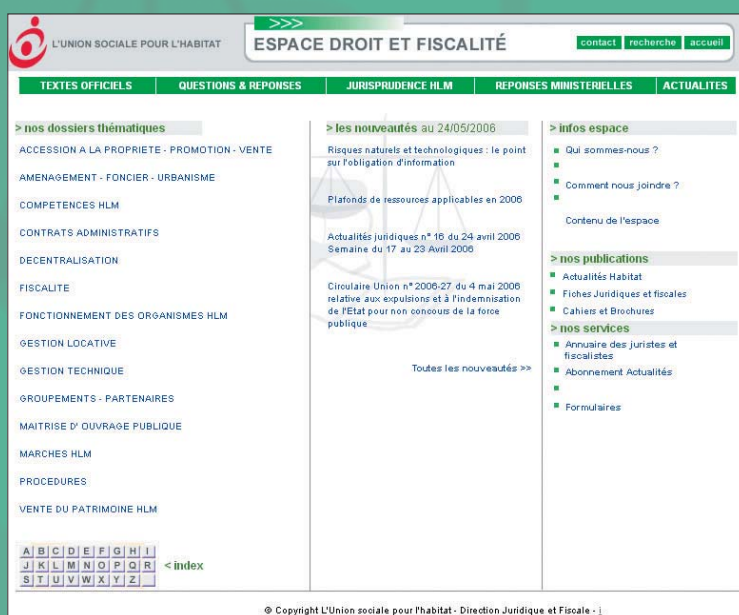 >>>
L'UNION SOCIALE POUR L'HABITAT
ESPACE DROIT ET FISCALITÉ
contact recherche accueil
TEXTES OFFICIELS QUESTIONS & REPONSES JURISPRUDENCE HLM REPONSES MINISTERIELLES ACTUALITES
> nos dossiers thématiques
ACCESSION A LA PROPRIETE - PROMOTION - VENTE
AMENAGEMENT - FONCIER - URBANISME
COMPETENCES HLM
CONTRATS ADMINISTRATIFS
DECENTRALISATION
FISCALITE
FONCTIONNEMENT DES ORGANISMES HLM
GESTION LOCATIVE
GESTION TECHNIQUE
GROUPEMENTS - PARTENAIRES
MAITRISE D' OUVRAGE PUBLIQUE
MARCHES HLM
PROCEDURES
VENTE DU PATRIMOINE HLM
A B C D E F G H I
J K L M N O P Q R < index
S T U V W X Y Z
> les nouveautés au 24/05/2006
Risques naturels et technologiques : le point
sur l'obligation d'information
Plafonds de ressources applicables en 2006
Actualités juridiques n° 16 du 24 avril 2006
Semaine du 17 au 23 Avril 2006
Circulaire Union n° 2006-27 du 4 mai 2006
relative aux expulsions et à l'indemnisation
de l'Etat pour non concours de la force
publique
Toutes les nouveautés >>
> infos espace
Qui sommes-nous ?
Comment nous joindre ?
Contenu de l'espace
> nos publications
Actualités Habitat
Fiches Juridiques et fiscales
Cahiers et Brochures
> nos services
Annuaire des juristes et
fiscalistes
Abonnement Actualités
Formulaires
© Copyright L'Union sociale pour l'habitat - Direction Juridique et Fiscale - i